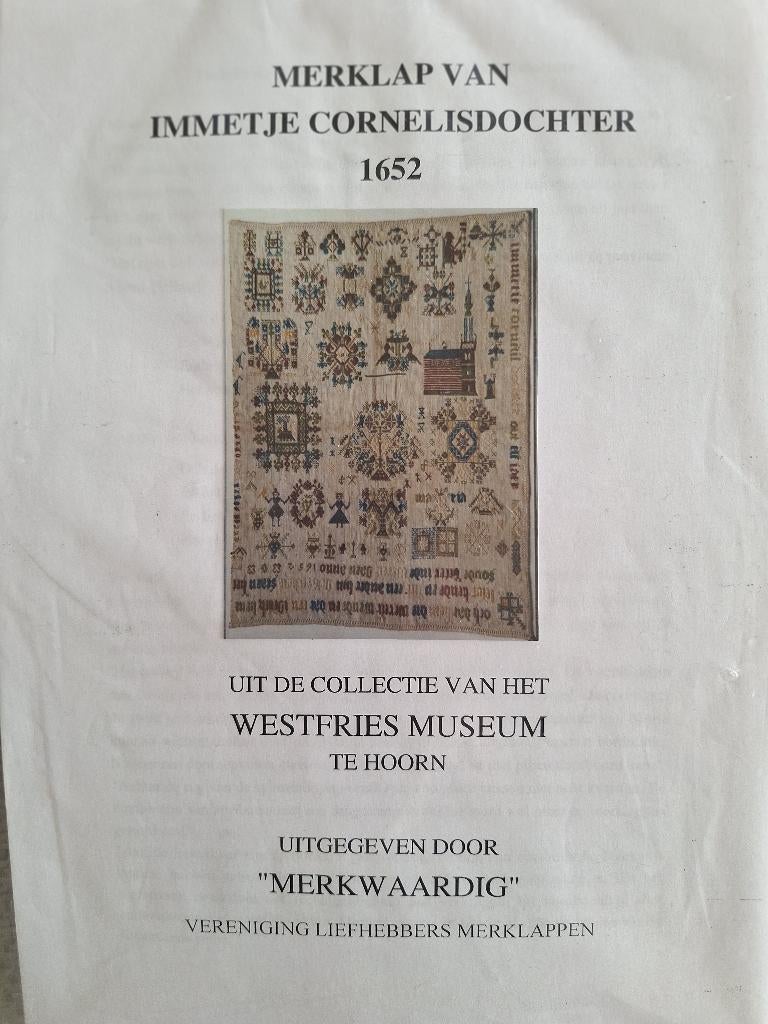 MERKLAP VAN
IMMETJE CORNELISDOCHTER
1652
UIT DE COLLECTIE VAN HET
WESTFRIES MUSEUM
TE HOORN
UITGEGEVEN DOOR
"MERKWAARDIG"
VERENIGING LIEFHEBBERS MERKLAPPEN